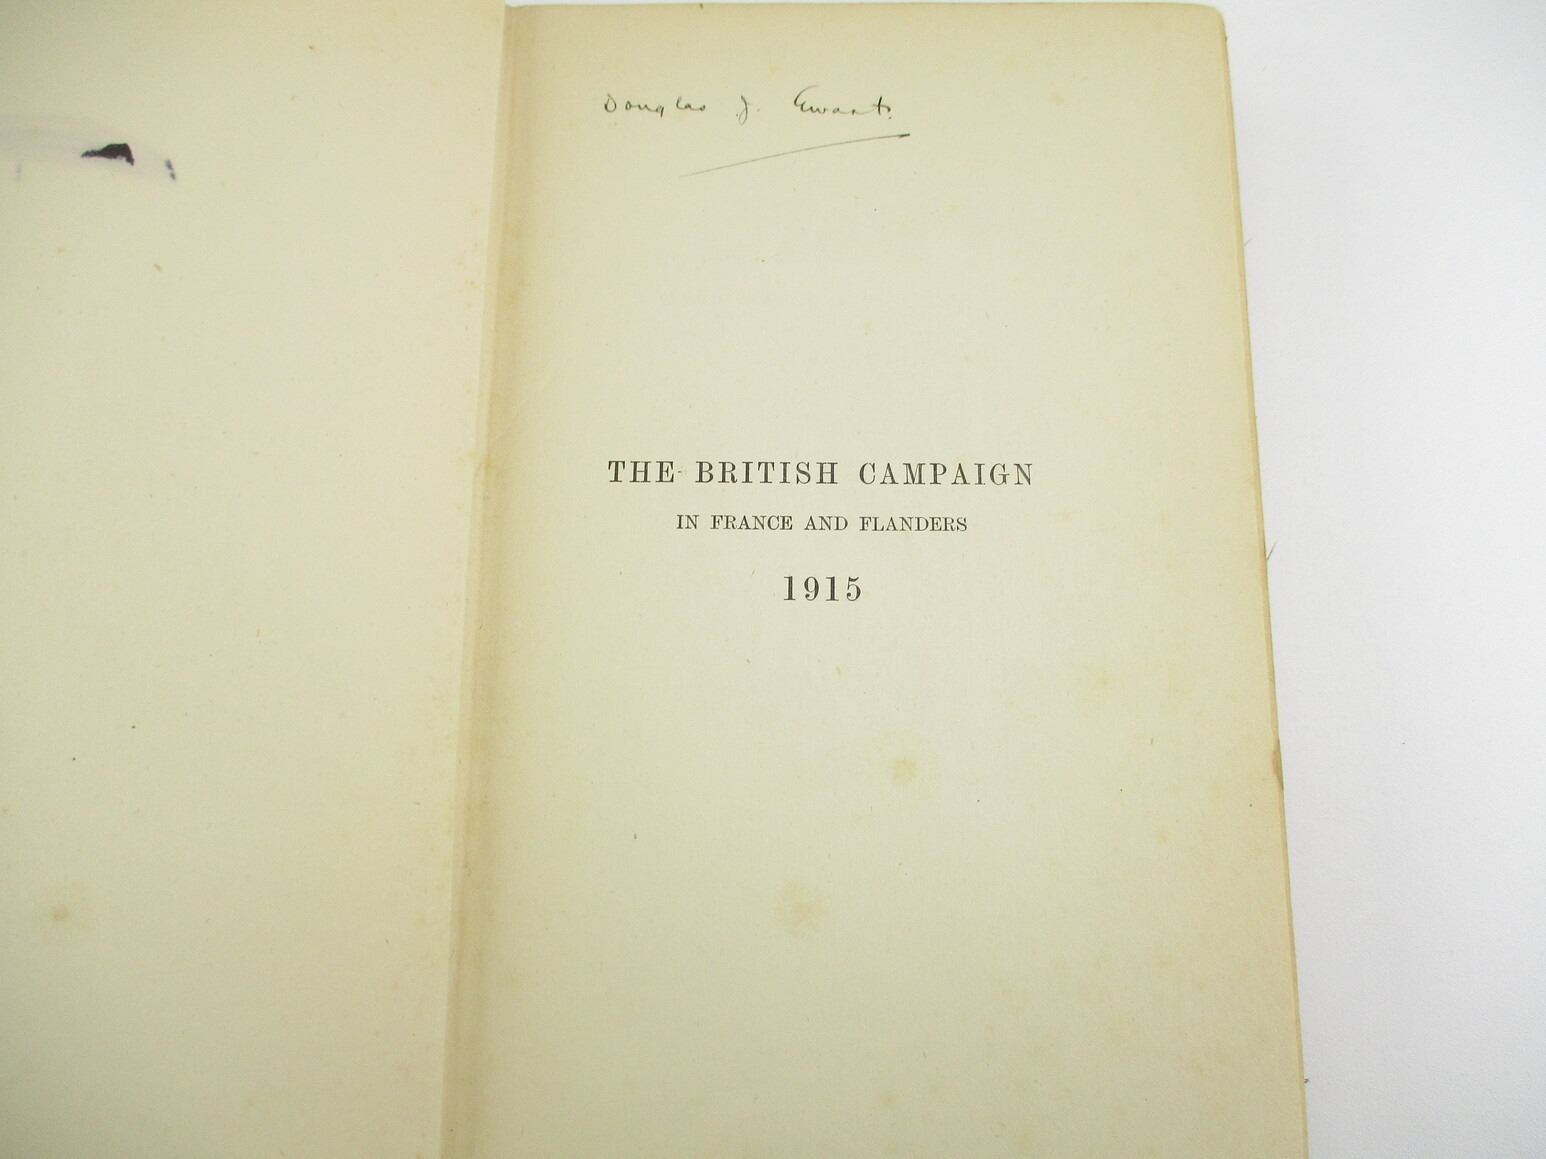 Douglas J. Ewart.
THE BRITISH CAMPAIGN
IN FRANCE AND FLANDERS
1915